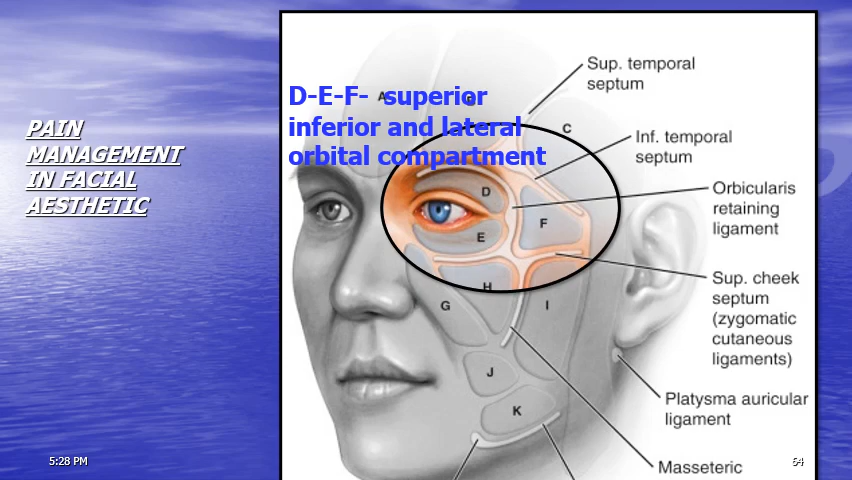 PAIN
MANAGEMENT
IN FACIAL
AESTHETIC
D-E-F- superior
inferior and lateral
orbital compartment
A
C
D
E
F
G
H
I
J
K
Sup. temporal
septum
Inf. temporal
septum
Orbicularis
retaining
ligament
Sup. cheek
septum
(zygomatic
cutaneous
ligaments)
Platysma auricular
ligament
Masseteric
5:28 PM
64